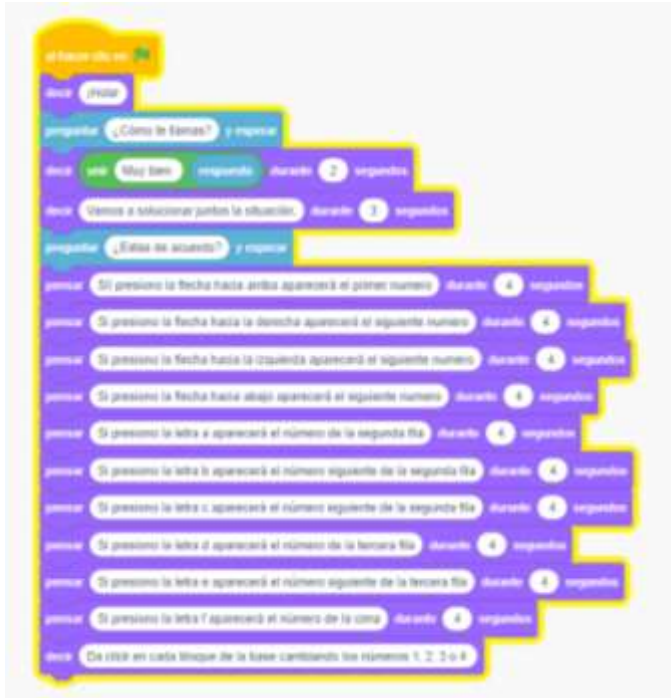 al hacer clic en
decir ¡Hola!
preguntar ¿Cómo te llamas? y esperar
decir unir Muy bien respuesta durante 2 segundos
decir Vamos a solucionar juntos la situación. durante 3 segundos
preguntar ¿Estas de acuerdo? y esperar
pensar Si presiono la flecha hacia arriba aparecerá el primer numero durante 4 segundos
pensar Si presiono la flecha hacia la derecha aparecerá el siguiente numero durante 4 segundos
pensar Si presiono la flecha hacia la izquierda aparecerá el siguiente numero durante 4 segundos
pensar Si presiono la flecha hacia abajo aparecerá el siguiente numero durante 4 segundos
pensar Si presiono la letra a aparecerá el número de la segunda fila durante 4 segundos
pensar Si presiono la letra b aparecerá el número siguiente de la segunda fila durante 4 segundos
pensar Si presiono la letra c aparecerá el número siguiente de la segunda fila durante 4 segundos
pensar Si presiono la letra d aparecerá el número de la tercera fila durante 4 segundos
pensar Si presiono la letra e aparecerá el número siguiente de la tercera fila durante 4 segundos
pensar Si presiono la letra f aparecerá el número de la cima durante 4 segundos
decir Da click en cada bloque de la base cambiando los números 1, 2, 3 o 4